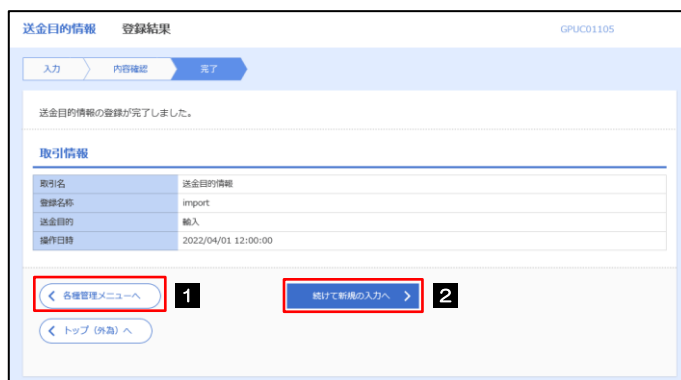 送金目的情報 登録結果 GPUC01105
入力 内容確認 完了
送金目的情報の登録が完了しました。
取引情報
取引名 送金目的情報
登録名称 import
送金目的 輸入
操作日時 2022/04/01 12:00:00
各種管理メニューへ 1 続けて新規の入力へ 2
トップ（外為）へ